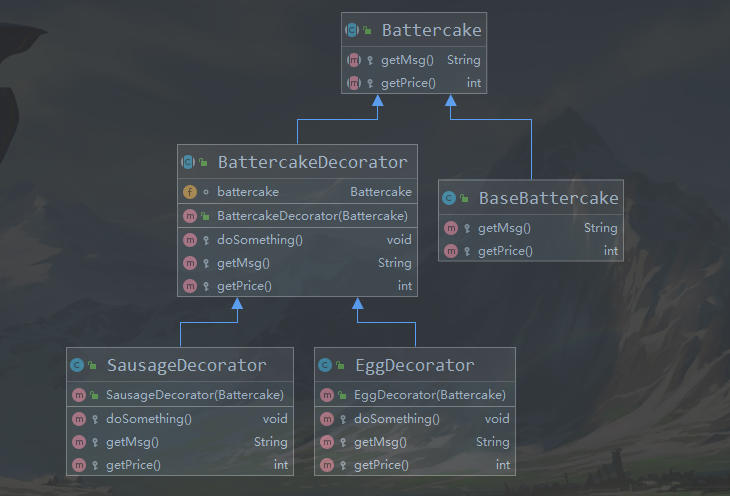 Battercake
getMsg() String
getPrice() int
BattercakeDecorator
battercake Battercake
BattercakeDecorator(Battercake)
doSomething() void
getMsg() String
getPrice() int
BaseBattercake
getMsg() String
getPrice() int
SausageDecorator
SausageDecorator(Battercake)
doSomething() void
getMsg() String
getPrice() int
EggDecorator
EggDecorator(Battercake)
doSomething() void
getMsg() String
getPrice() int